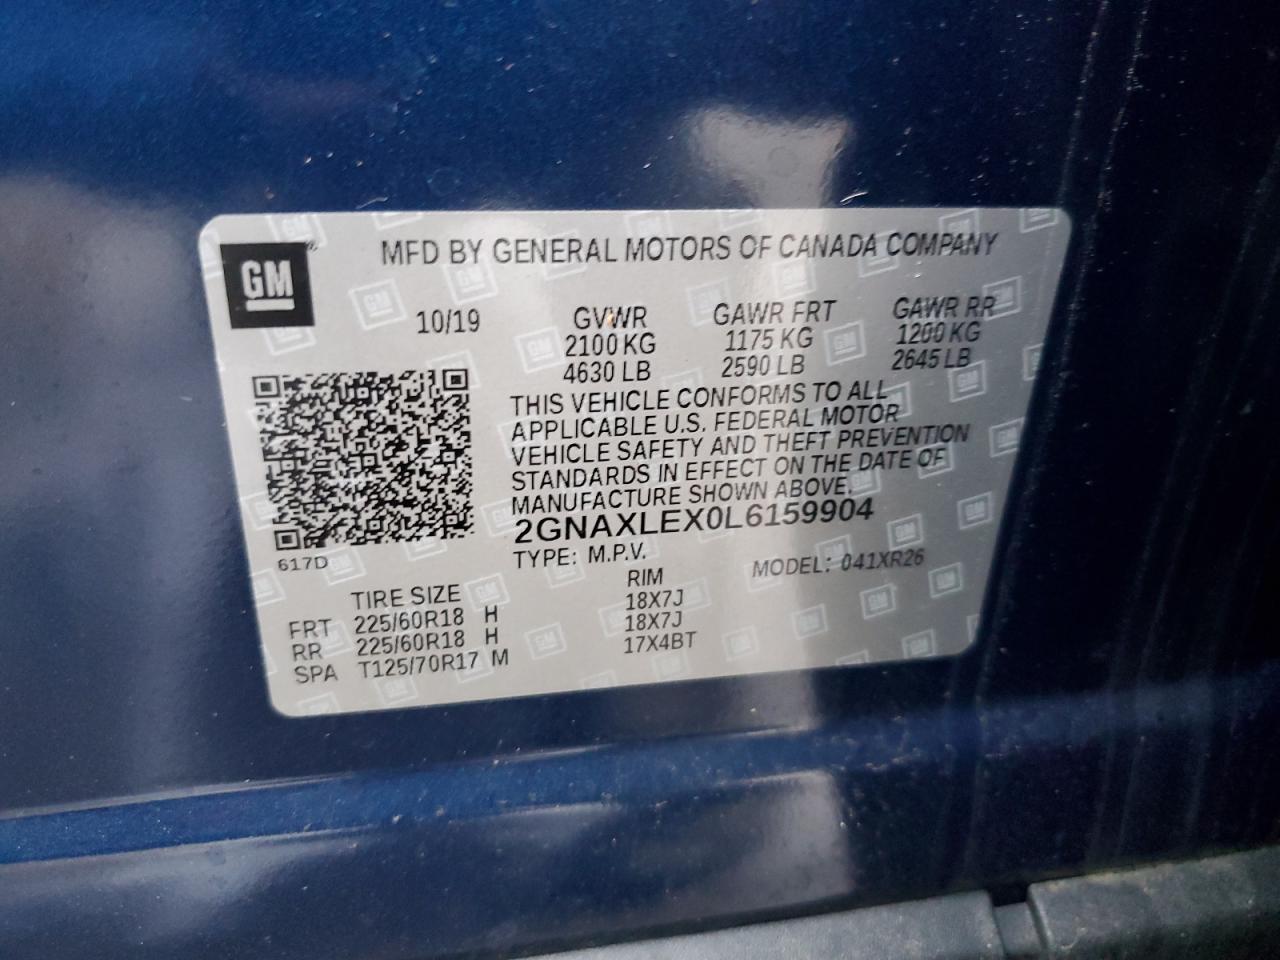 GM
MFD BY GENERAL MOTORS OF CANADA COMPANY
10/19 GVWR GAWR FRT GAWR RR
2100 KG 1175 KG 1200 KG
4630 LB 2590 LB 2645 LB
THIS VEHICLE CONFORMS TO ALL
APPLICABLE U.S. FEDERAL MOTOR
VEHICLE SAFETY AND THEFT PREVENTION
STANDARDS IN EFFECT ON THE DATE OF
MANUFACTURE SHOWN ABOVE.
2GNAXLEX0L6159904
617D TYPE: M.P.V. MODEL: 041XR26
TIRE SIZE RIM
FRT 225/60R18 H 18X7J
RR 225/60R18 H 18X7J
SPA T125/70R17 M 17X4BT